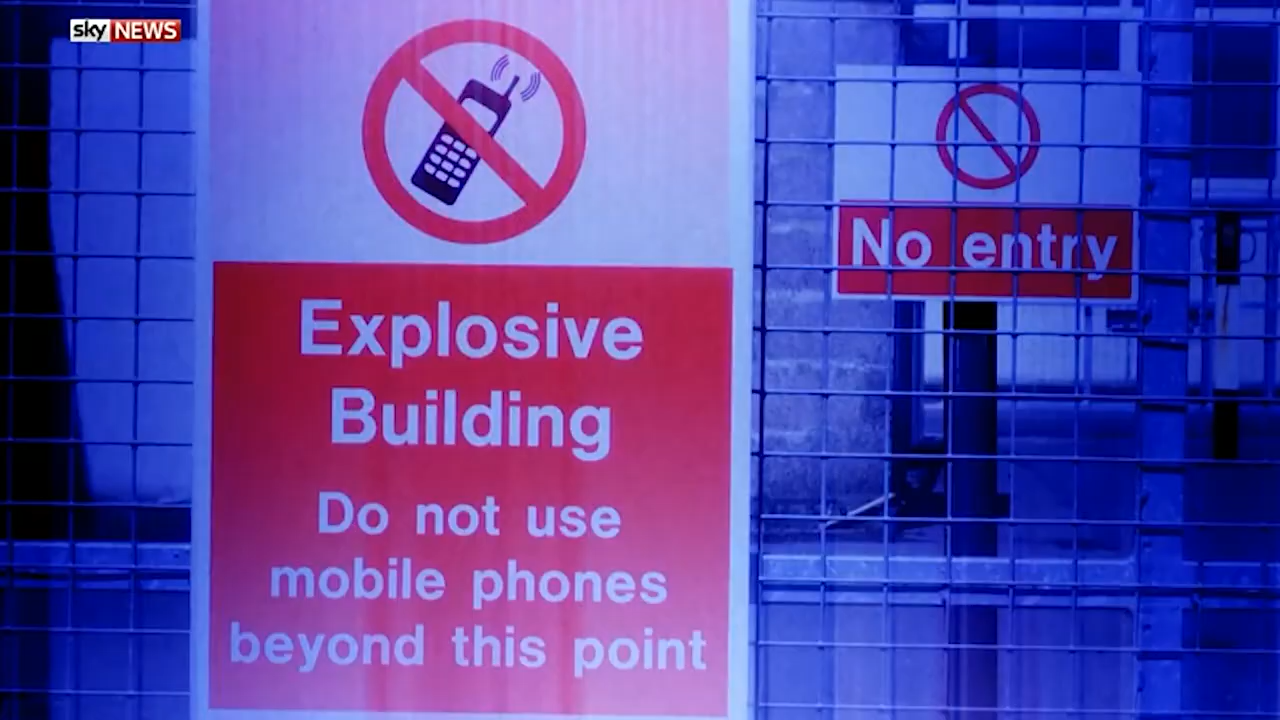 sky NEWS
Explosive
Building
Do not use
mobile phones
beyond this point
No entry